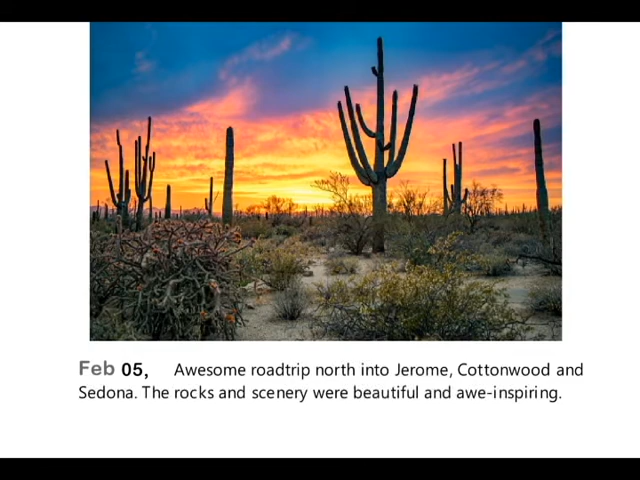 Feb 05, Awesome roadtrip north into Jerome, Cottonwood and
Sedona. The rocks and scenery were beautiful and awe-inspiring.